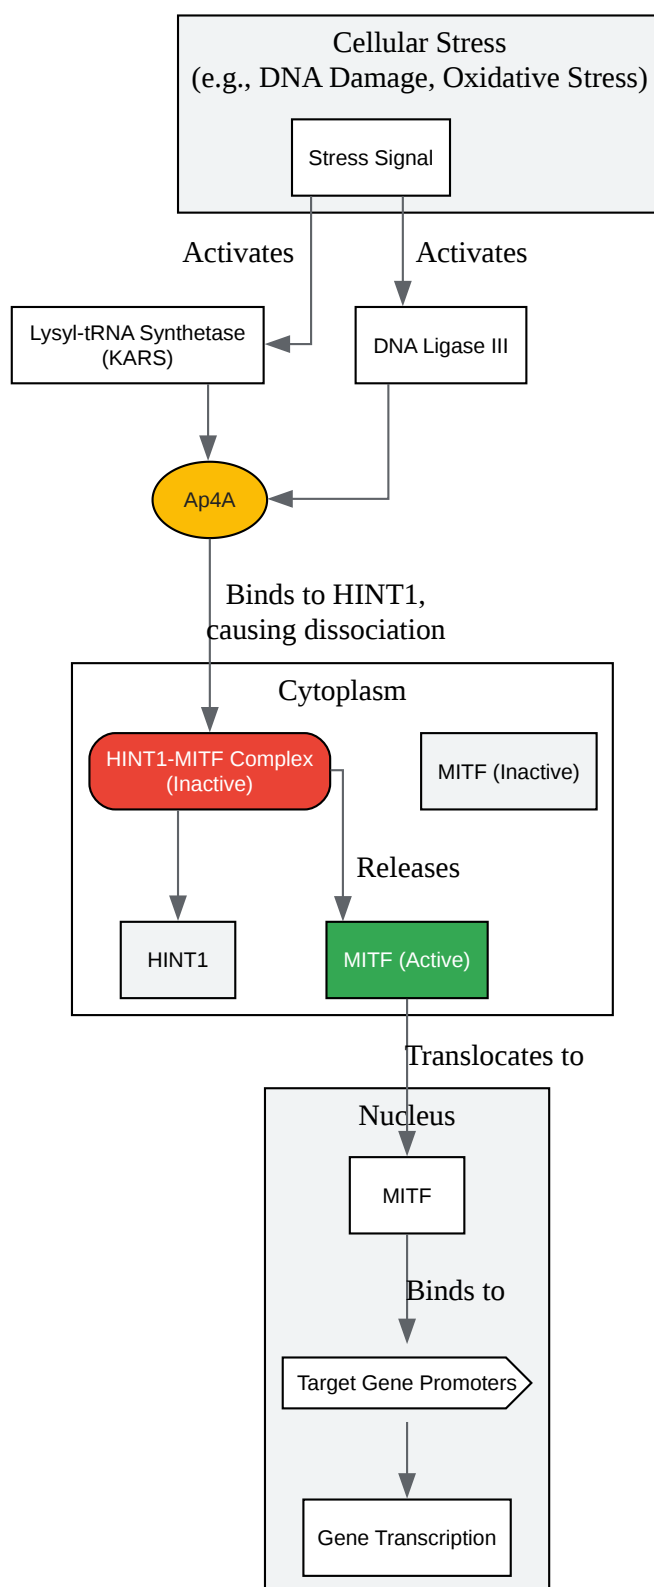 Cellular Stress
(e.g., DNA Damage, Oxidative Stress)
Stress Signal
Activates
Activates
Lysyl-tRNA Synthetase
(KARS)
DNA Ligase III
Ap4A
Binds to HINT1,
causing dissociation
Cytoplasm
HINT1-MITF Complex
(Inactive)
MITF (Inactive)
Releases
HINT1
MITF (Active)
Translocates to
Nucleus
MITF
Binds to
Target Gene Promoters
Gene Transcription